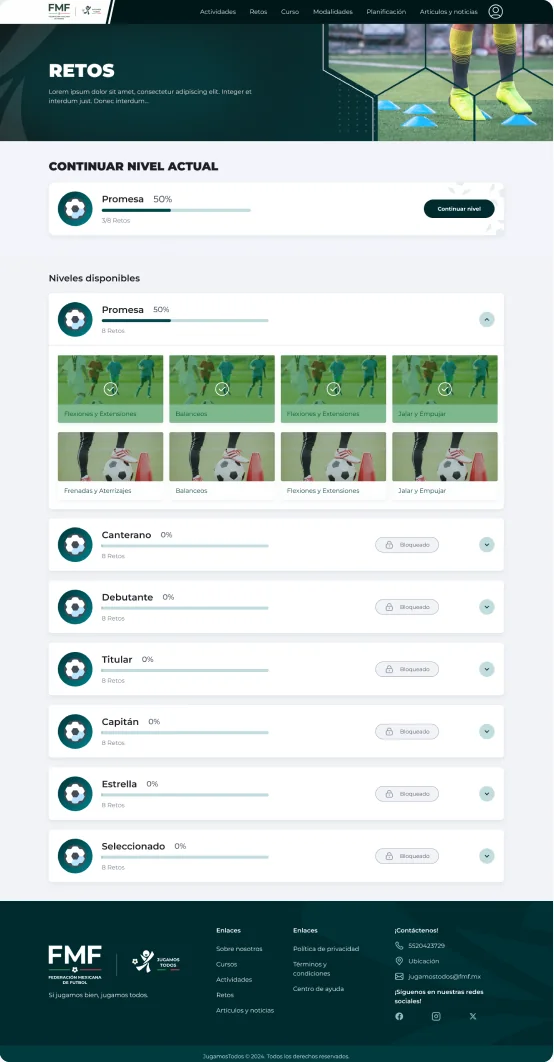 FMF
Actividades Retos Curso Modalidades Planificación Artículos y noticias
RETOS
Lorem ipsum dolor sit amet, consectetur adipiscing elit. Integer et
interdum just. Donec interdum...
CONTINUAR NIVEL ACTUAL
Promesa 50%
3/8 Retos
Continuar nivel
Niveles disponibles
Promesa 50%
8 Retos
Flexiones y Extensiones
Balanceos
Flexiones y Extensiones
Jalar y Empujar
Frenadas y Aterrizajes
Balanceos
Flexiones y Extensiones
Jalar y Empujar
Canterano 0%
8 Retos
Bloqueado
Debutante 0%
8 Retos
Bloqueado
Titular 0%
8 Retos
Bloqueado
Capitán 0%
8 Retos
Bloqueado
Estrella 0%
8 Retos
Bloqueado
Seleccionado 0%
8 Retos
Bloqueado
FMF
FEDERACIÓN MEXICANA
DE FUTBOL
JUGAMOS
TODOS
Si jugamos bien, jugamos todos.
Enlaces
Sobre nosotros
Cursos
Actividades
Retos
Artículos y noticias
Enlaces
Política de privacidad
Términos y
condiciones
Centro de ayuda
¡Contáctenos!
5520423729
Ubicación
jugamostodos@fmf.mx
¡Síguenos en nuestras redes
sociales!
JugamosTodos © 2024. Todos los derechos reservados.